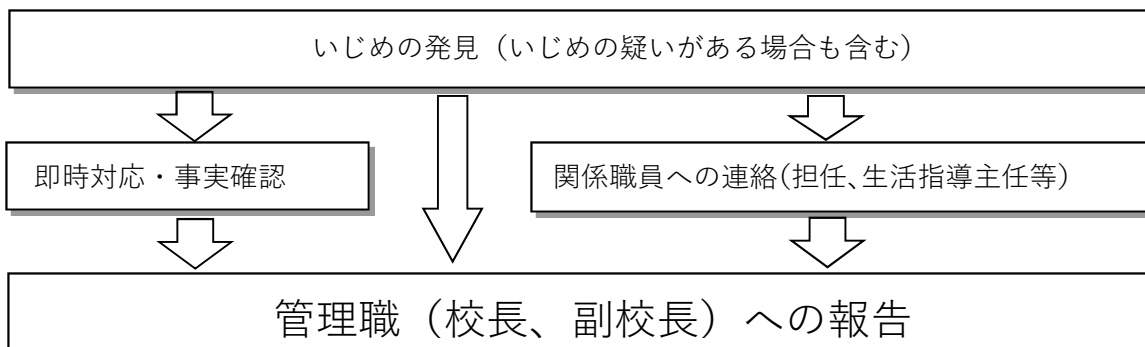 いじめの発見（いじめの疑いがある場合も含む）
即時対応・事実確認
関係職員への連絡(担任、生活指導主任等)
管理職（校長、副校長）への報告